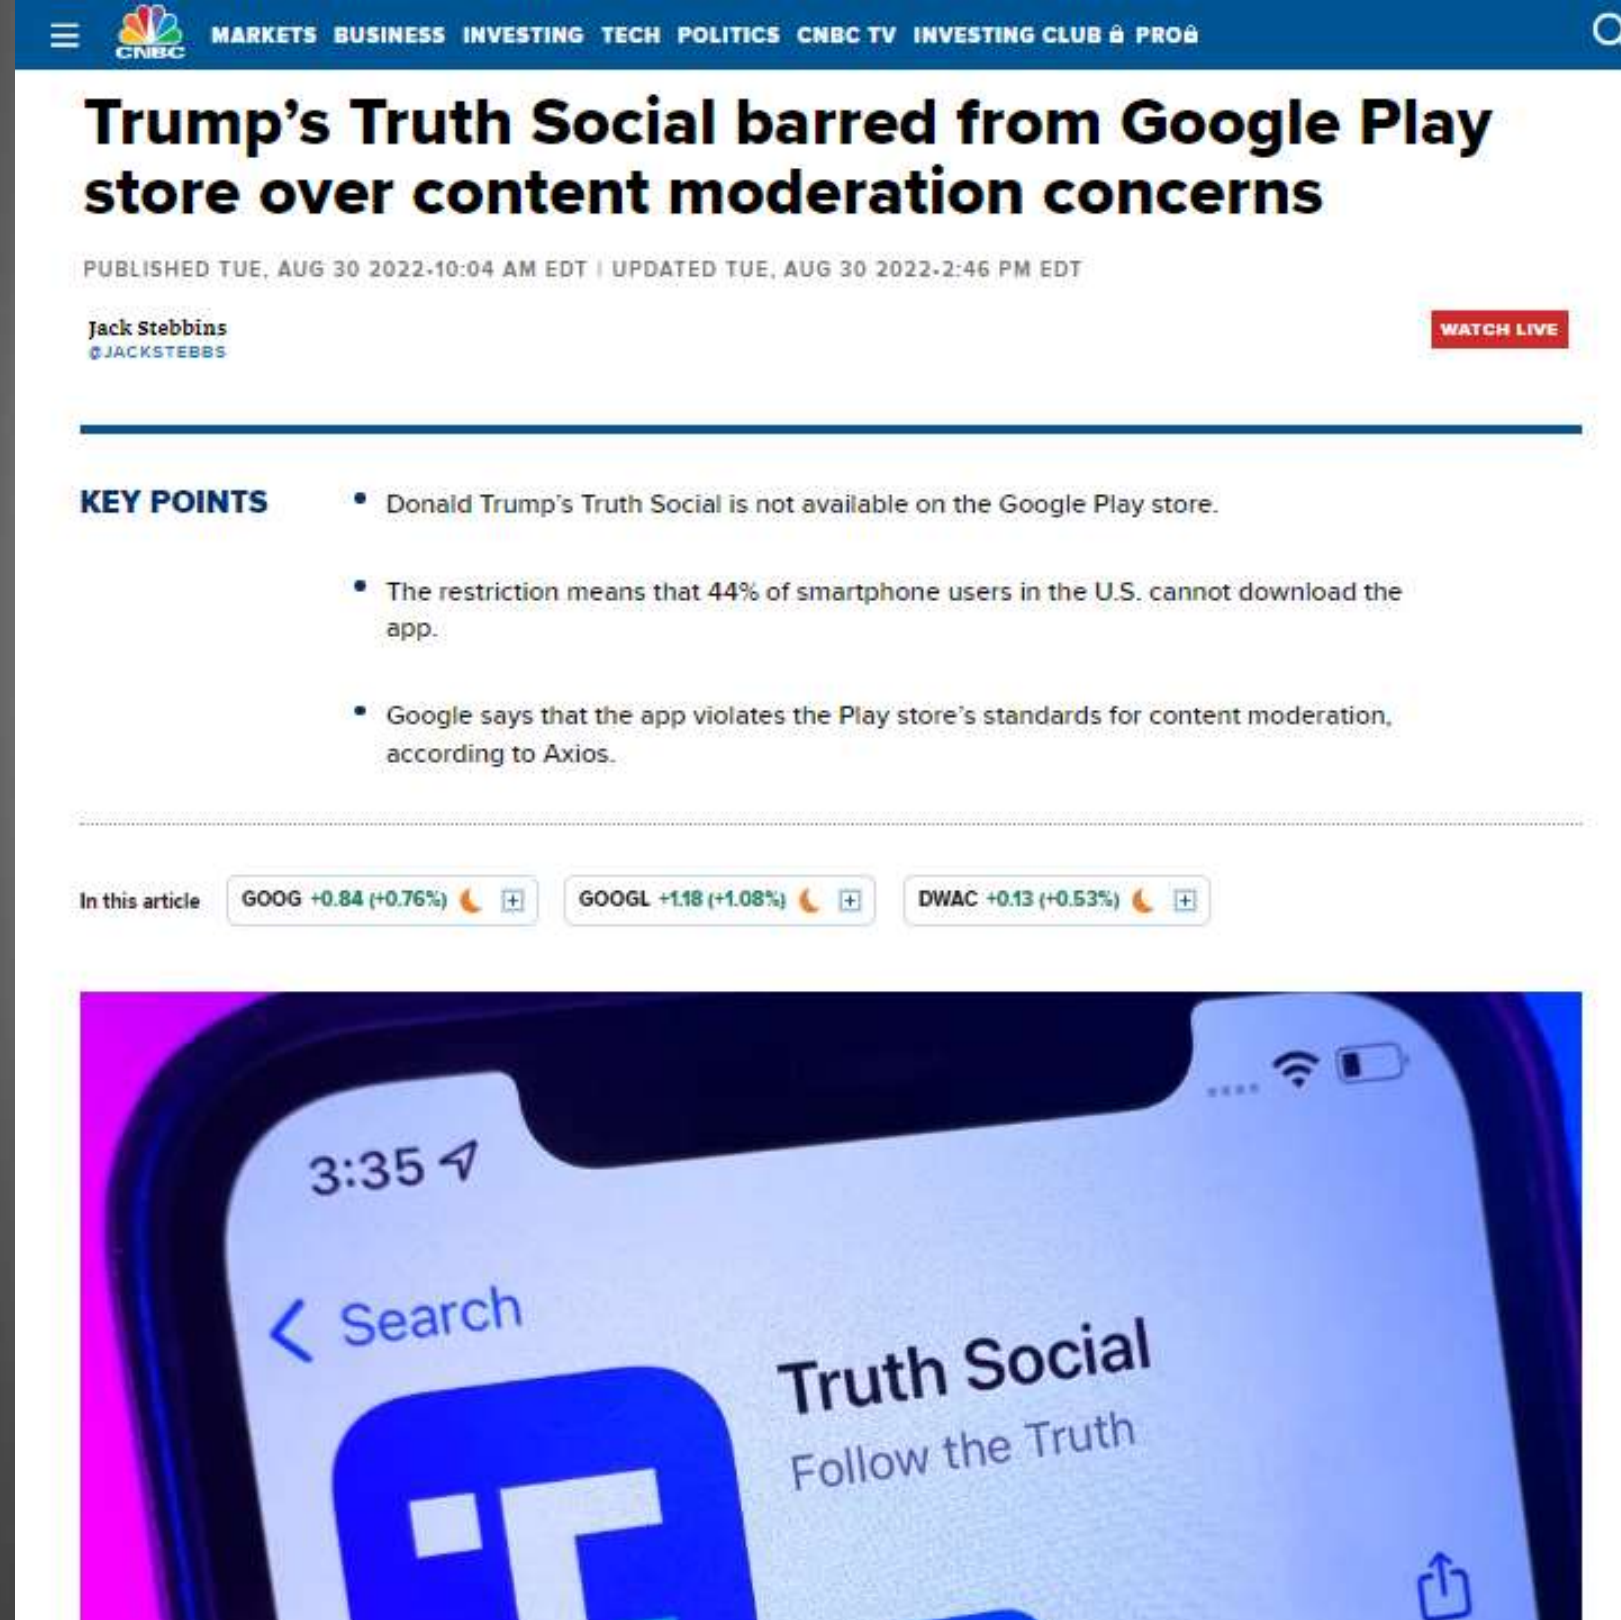 CNBC MARKETS BUSINESS INVESTING TECH POLITICS CNBC TV INVESTING CLUB PRO
Trump’s Truth Social barred from Google Play
store over content moderation concerns
PUBLISHED TUE, AUG 30 2022•10:04 AM EDT | UPDATED TUE, AUG 30 2022•2:46 PM EDT
Jack Stebbins
@JACKSTEBBS
WATCH LIVE
KEY POINTS
• Donald Trump’s Truth Social is not available on the Google Play store.
• The restriction means that 44% of smartphone users in the U.S. cannot download the
app.
• Google says that the app violates the Play store’s standards for content moderation,
according to Axios.
In this article GOOG +0.84 (+0.76%) GOOGL +1.18 (+1.08%) DWAC +0.13 (+0.53%)
3:35
Search
Truth Social
Follow the Truth